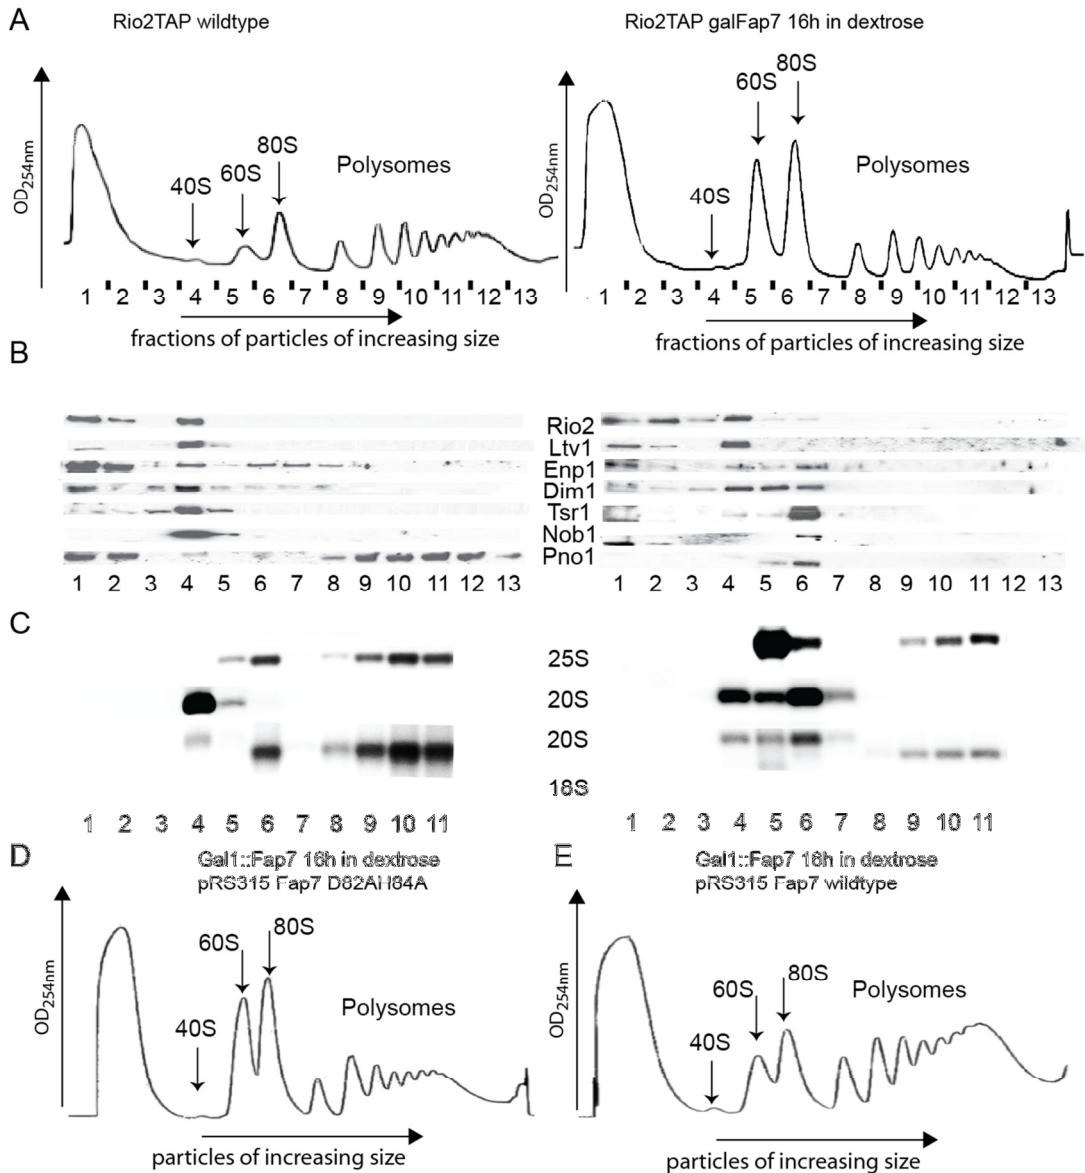 A
Rio2TAP wildtype
Rio2TAP galFap7 16h in dextrose
OD254nm
40S
60S
80S
Polysomes
1 2 3 4 5 6 7 8 9 10 11 12 13
fractions of particles of increasing size
OD254nm
40S
60S
80S
Polysomes
1 2 3 4 5 6 7 8 9 10 11 12 13
fractions of particles of increasing size
B
Rio2
Ltv1
Enp1
Dim1
Tsr1
Nob1
Pno1
1 2 3 4 5 6 7 8 9 10 11 12 13
1 2 3 4 5 6 7 8 9 10 11 12 13
C
25S
20S
20S
18S
1 2 3 4 5 6 7 8 9 10 11
1 2 3 4 5 6 7 8 9 10 11
D
Gal1::Fap7 16h in dextrose
pRS315 Fap7 D82AH84A
OD254nm
40S
60S
80S
Polysomes
particles of increasing size
E
Gal1::Fap7 16h in dextrose
pRS315 Fap7 wildtype
OD254nm
40S
60S
80S
Polysomes
particles of increasing size